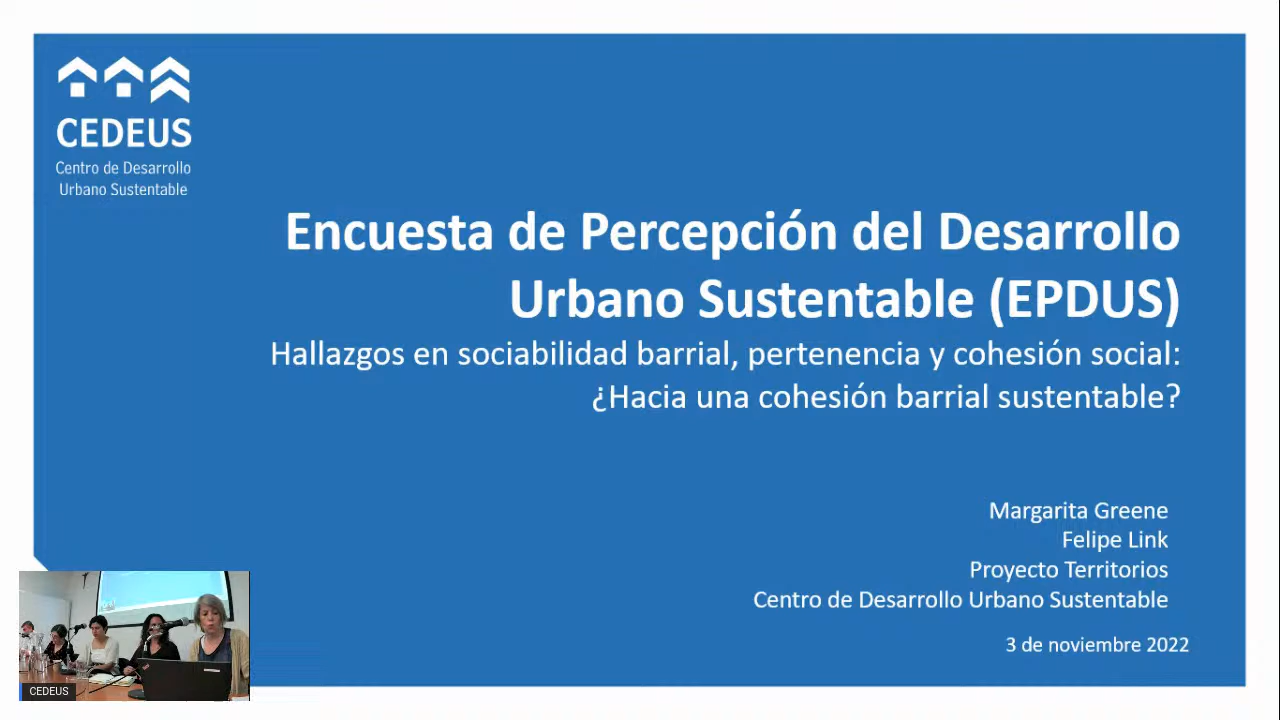 CEDEUS
Centro de Desarrollo
Urbano Sustentable
Encuesta de Percepción del Desarrollo
Urbano Sustentable (EPDUS)
Hallazgos en sociabilidad barrial, pertenencia y cohesión social:
¿Hacia una cohesión barrial sustentable?
Margarita Greene
Felipe Link
Proyecto Territorios
Centro de Desarrollo Urbano Sustentable
3 de noviembre 2022
CEDEUS